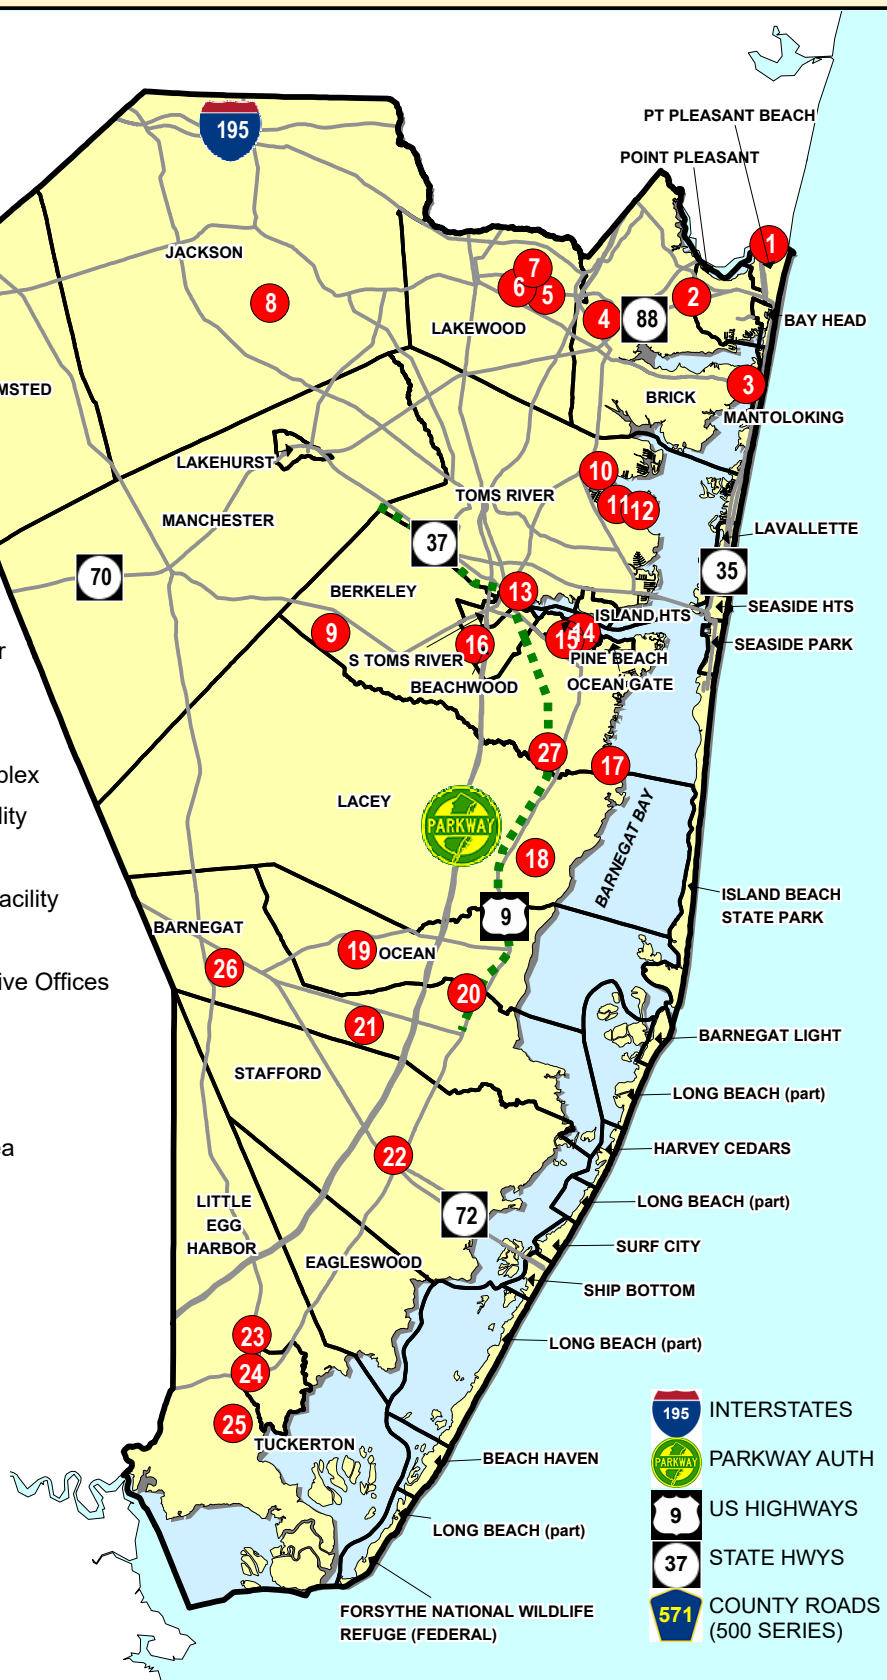 PT PLEASANT BEACH
POINT PLEASANT
195
1
JACKSON
7
6
5
8
2
4
88
BAY HEAD
LAKEWOOD
3
MSTED
BRICK
MANTOLOKING
LAKEHURST
10
TOMS RIVER
11
12
MANCHESTER
LAVALLETTE
37
70
35
BERKELEY
13
SEASIDE HTS
ISLAND HTS
9
14
15
16
SEASIDE PARK
r
S TOMS RIVER
PINE BEACH
BEACHWOOD
OCEAN GATE
27
17
plex
LACEY
lity
PARKWAY
BARNEGAT BAY
18
acility
ISLAND BEACH
STATE PARK
9
BARNEGAT
19
OCEAN
26
ive Offices
20
21
BARNEGAT LIGHT
STAFFORD
LONG BEACH (part)
ea
HARVEY CEDARS
22
LITTLE
EGG
HARBOR
LONG BEACH (part)
72
SURF CITY
EAGLESWOOD
SHIP BOTTOM
23
LONG BEACH (part)
24
25
TUCKERTON
BEACH HAVEN
LONG BEACH (part)
FORSYTHE NATIONAL WILDLIFE
REFUGE (FEDERAL)
195 INTERSTATES
PARKWAY PARKWAY AUTH
9 US HIGHWAYS
37 STATE HWYS
571 COUNTY ROADS
(500 SERIES)